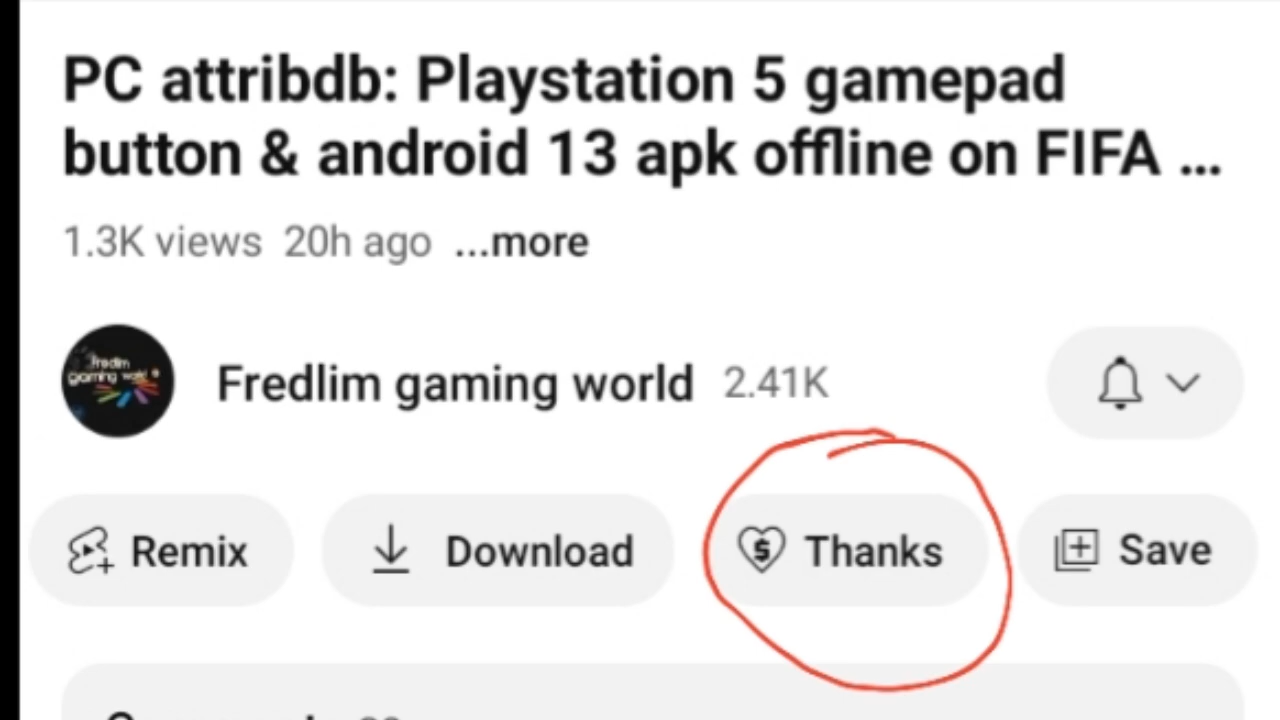 PC attribdb: Playstation 5 gamepad
button & android 13 apk offline on FIFA ...
1.3K views 20h ago ...more
Fredlim gaming world 2.41K
Remix Download Thanks Save